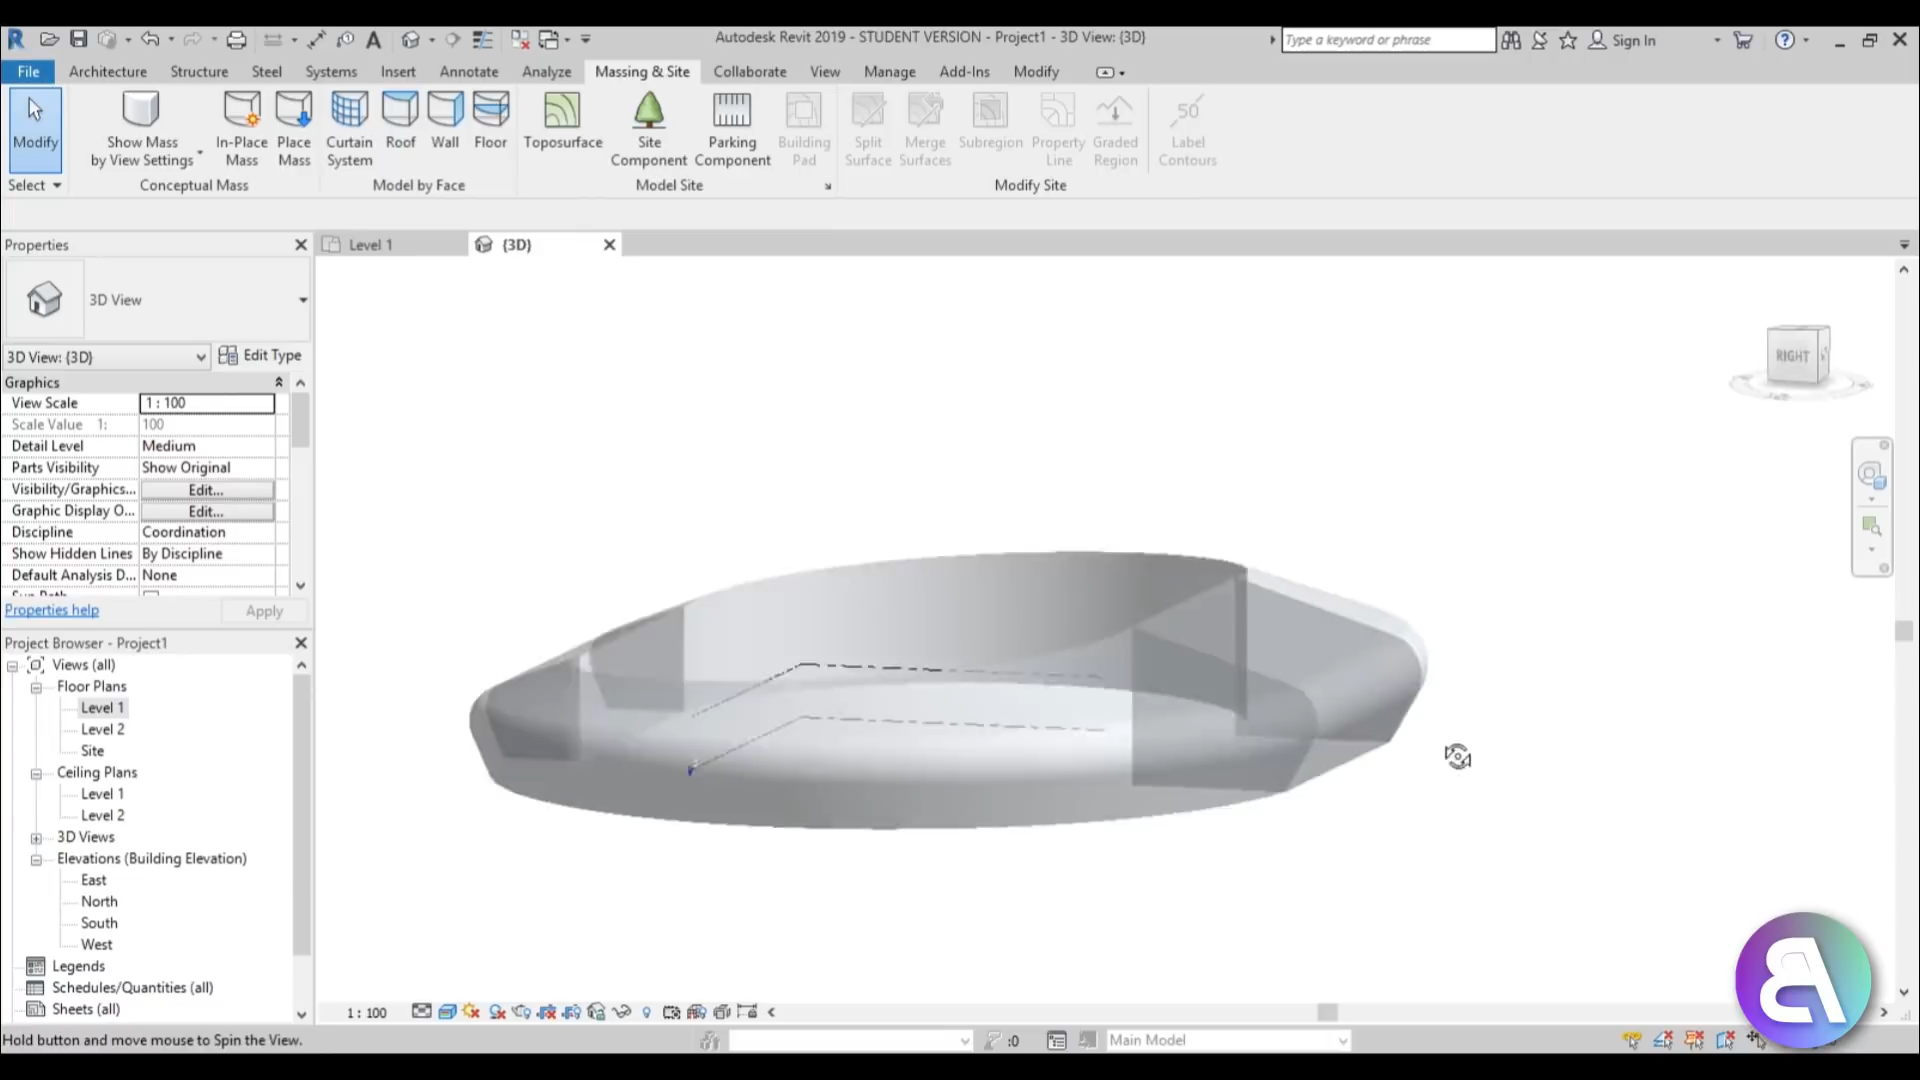 Autodesk Revit 2019 - STUDENT VERSION - Project1 - 3D View: {3D}
Type a keyword or phrase
Sign In
File Architecture Structure Steel Systems Insert Annotate Analyze Massing & Site Collaborate View Manage Add-Ins Modify
Modify
Show Mass
by View Settings
In-Place
Mass
Place
Mass
Curtain
System
Roof
Wall
Floor
Toposurface
Site
Component
Parking
Component
Building
Pad
Split
Surface
Merge
Surfaces
Subregion
Property
Line
Graded
Region
50
Label
Contours
Select
Conceptual Mass
Model by Face
Model Site
Modify Site
Properties
Level 1
{3D}
3D View
3D View: {3D}
Edit Type
Graphics
View Scale 1 : 100
Scale Value 1: 100
Detail Level Medium
Parts Visibility Show Original
Visibility/Graphics... Edit...
Graphic Display O... Edit...
Discipline Coordination
Show Hidden Lines By Discipline
Default Analysis D... None
Properties help
Apply
RIGHT
Project Browser - Project1
Views (all)
Floor Plans
Level 1
Level 2
Site
Ceiling Plans
Level 1
Level 2
3D Views
Elevations (Building Elevation)
East
North
South
West
Legends
Schedules/Quantities (all)
Sheets (all)
1 : 100
Hold button and move mouse to Spin the View.
:0
Main Model